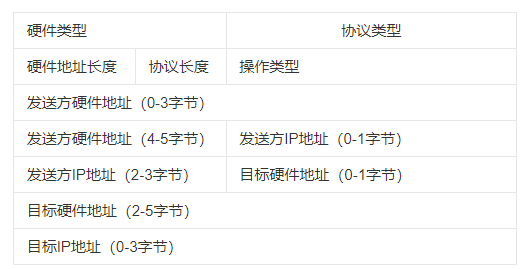 硬件类型 协议类型
硬件地址长度 协议长度 操作类型
发送方硬件地址（0-3字节）
发送方硬件地址（4-5字节） 发送方IP地址（0-1字节）
发送方IP地址（2-3字节） 目标硬件地址（0-1字节）
目标硬件地址（2-5字节）
目标IP地址（0-3字节）